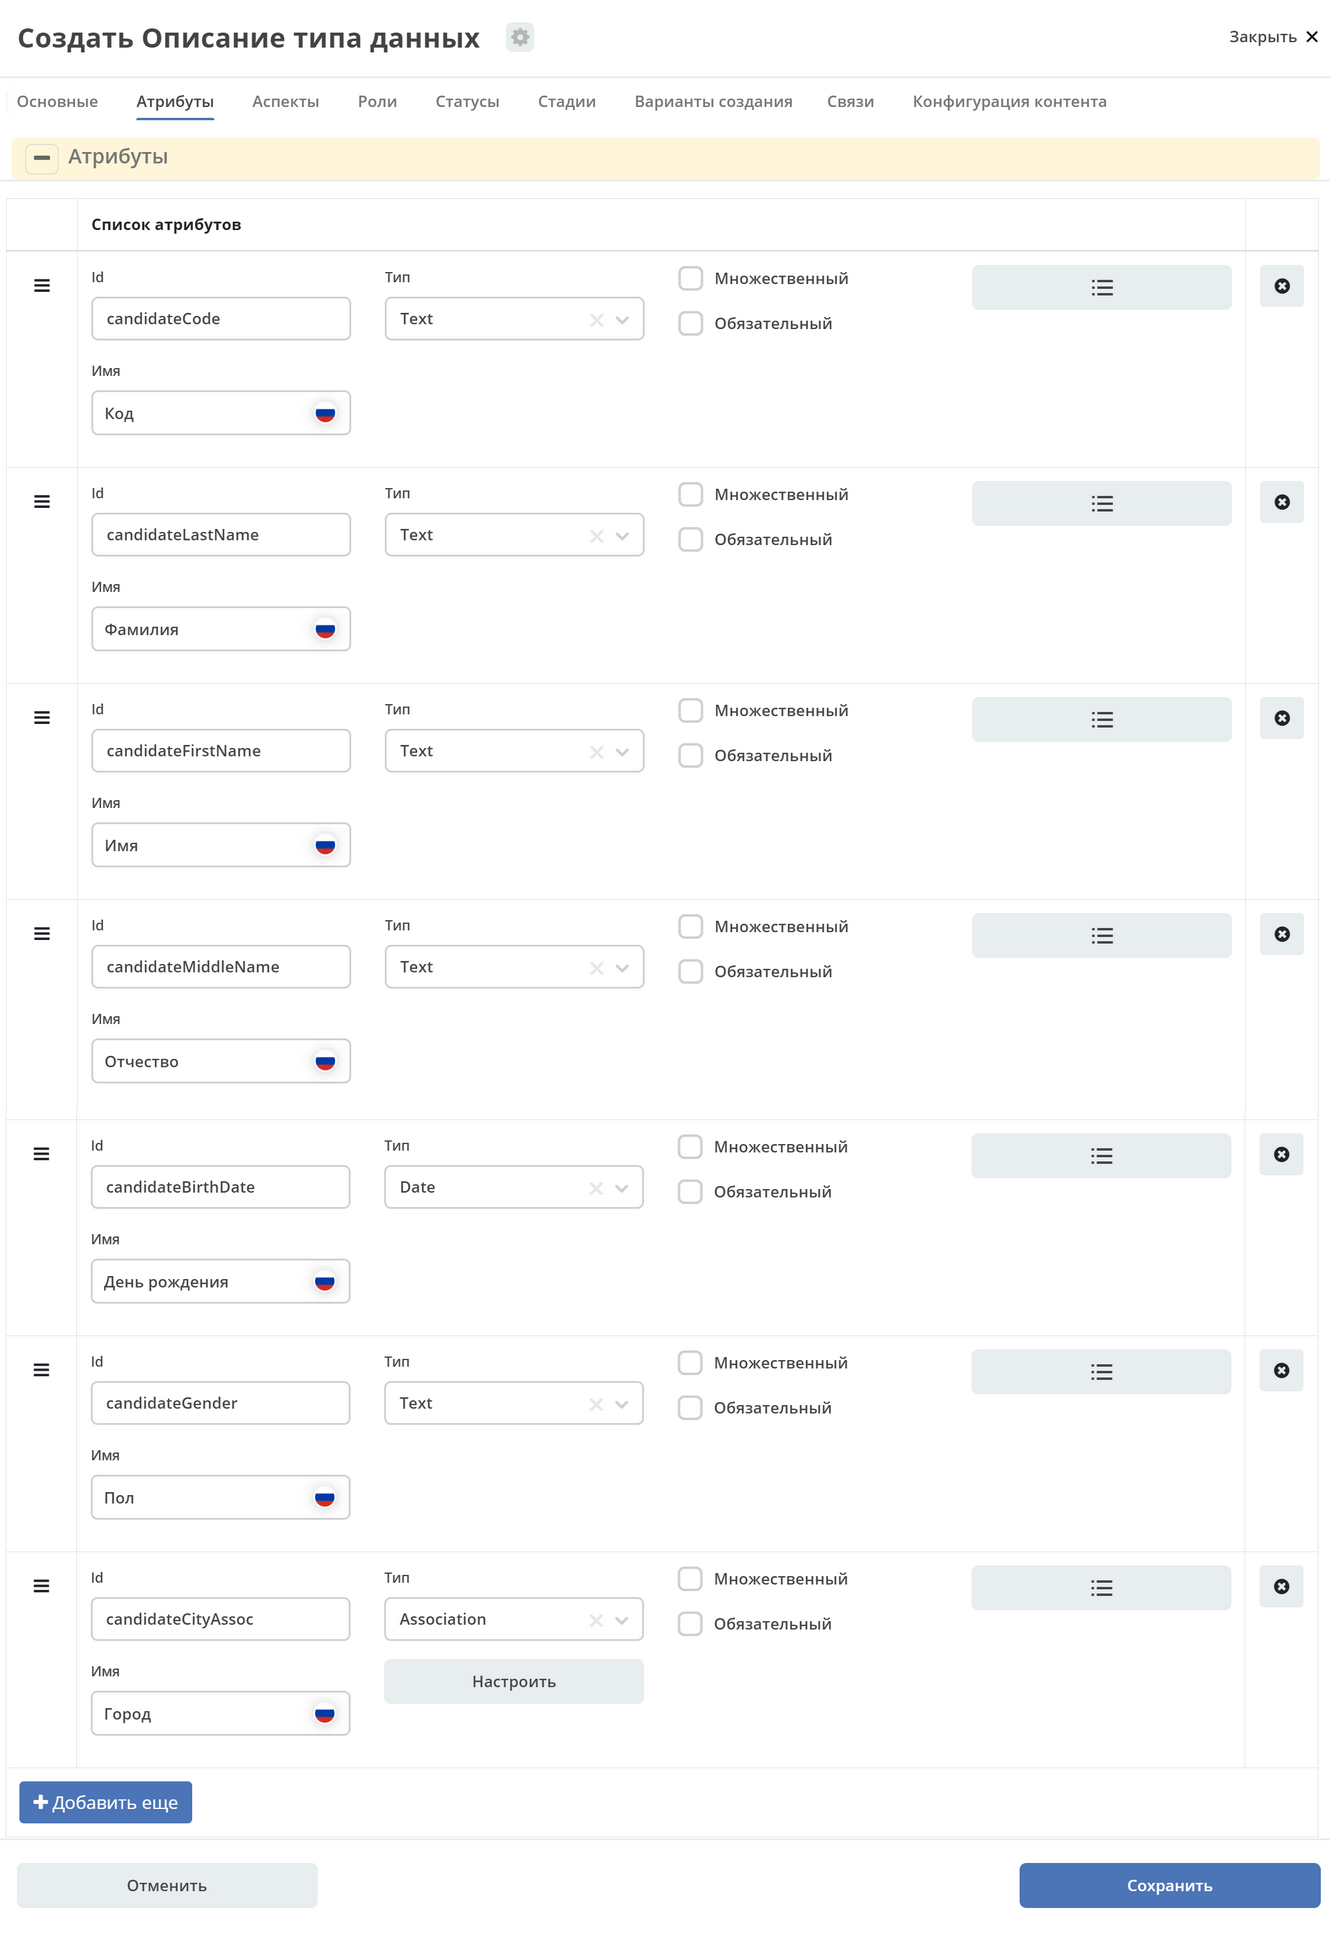 Создать Описание типа данных
Закрыть
Основные Атрибуты Аспекты Роли Статусы Стадии Варианты создания Связи Конфигурация контента
Атрибуты
Список атрибутов
Id Тип Множественный
candidateCode Text Обязательный
Имя
Код
Id Тип Множественный
candidateLastName Text Обязательный
Имя
Фамилия
Id Тип Множественный
candidateFirstName Text Обязательный
Имя
Имя
Id Тип Множественный
candidateMiddleName Text Обязательный
Имя
Отчество
Id Тип Множественный
candidateBirthDate Date Обязательный
Имя
День рождения
Id Тип Множественный
candidateGender Text Обязательный
Имя
Пол
Id Тип Множественный
candidateCityAssoc Association Обязательный
Имя Настроить
Город
Добавить еще
Отменить Сохранить